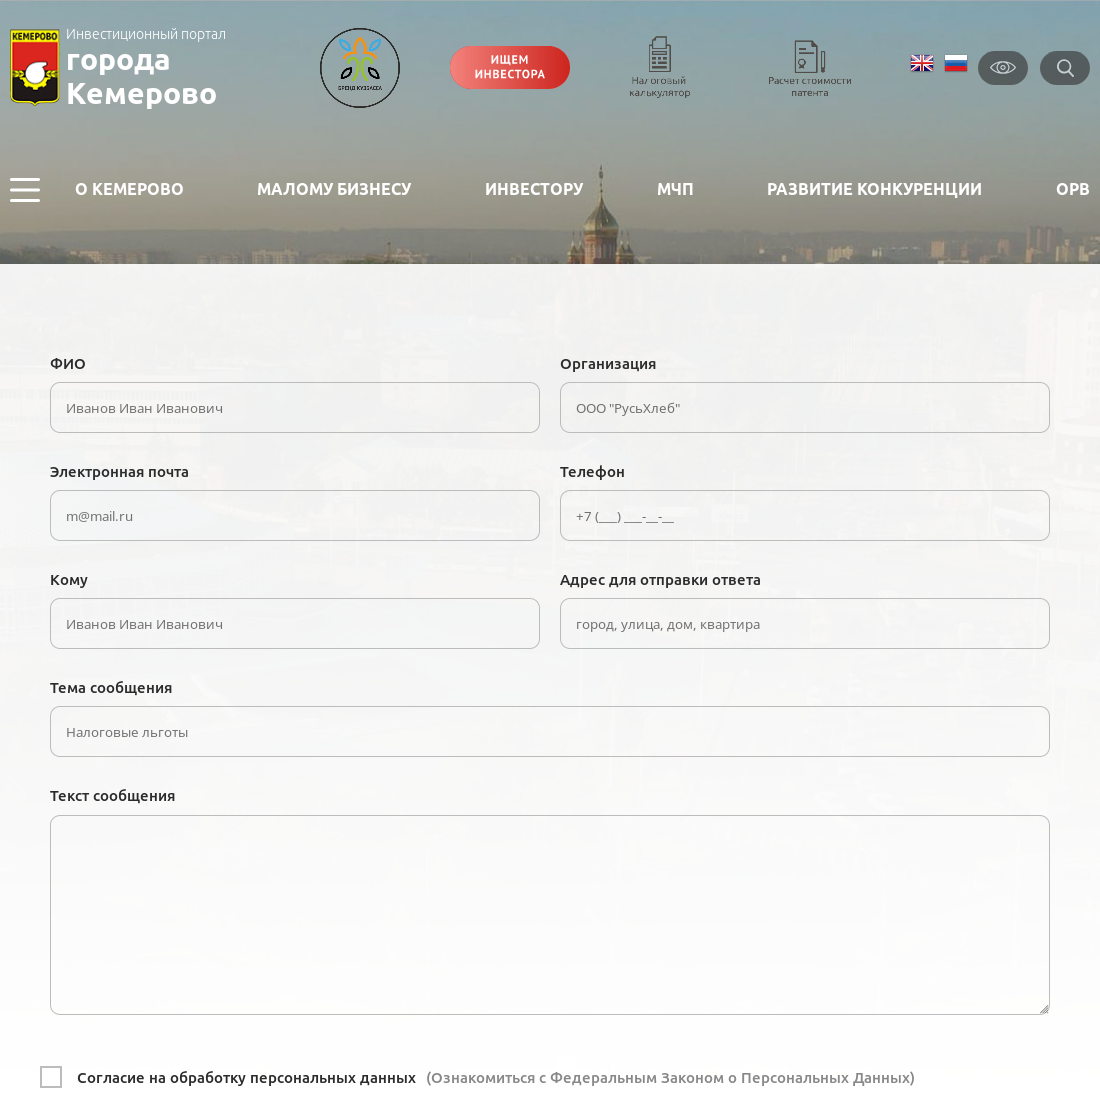 КЕМЕРОВО
Инвестиционный портал
города
Кемерово
БРЕНД КУЗБАССА
ИЩЕМ
ИНВЕСТОРА
Налоговый
калькулятор
Расчет стоимости
патента
О КЕМЕРОВО
МАЛОМУ БИЗНЕСУ
ИНВЕСТОРУ
МЧП
РАЗВИТИЕ КОНКУРЕНЦИИ
ОРВ
ФИО
Организация
Иванов Иван Иванович
ООО "РусьХлеб"
Электронная почта
Телефон
m@mail.ru
+7 (___) ___-__-__
Кому
Адрес для отправки ответа
Иванов Иван Иванович
город, улица, дом, квартира
Тема сообщения
Налоговые льготы
Текст сообщения
Согласие на обработку персональных данных (Ознакомиться с Федеральным Законом о Персональных Данных)